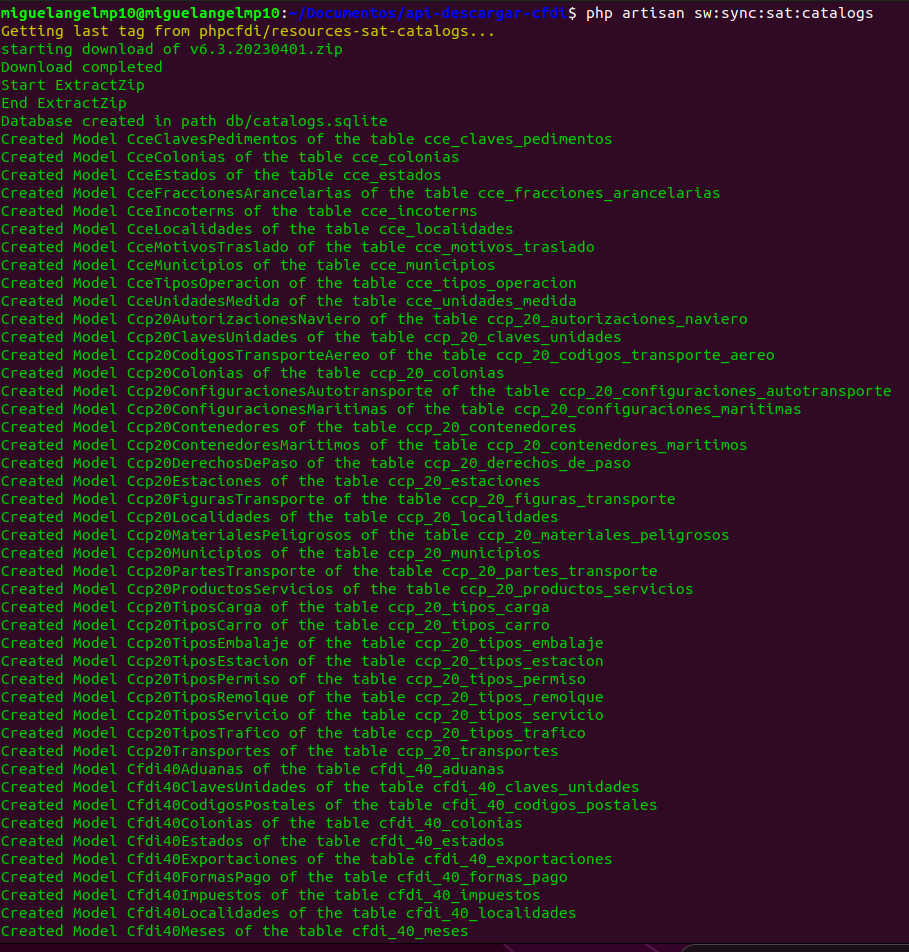 miguelangelmp10@miguelangelmp10:~/Documentos/api-descargar-cfdi$ php artisan sw:sync:sat:catalogs
Getting last tag from phpcfdi/resources-sat-catalogs...
starting download of v6.3.20230401.zip
Download completed
Start ExtractZip
End ExtractZip
Database created in path db/catalogs.sqlite
Created Model CceClavesPedimentos of the table cce_claves_pedimentos
Created Model CceColonias of the table cce_colonias
Created Model CceEstados of the table cce_estados
Created Model CceFraccionesArancelarias of the table cce_fracciones_arancelarias
Created Model CceIncoterms of the table cce_incoterms
Created Model CceLocalidades of the table cce_localidades
Created Model CceMotivosTraslado of the table cce_motivos_traslado
Created Model CceMunicipios of the table cce_municipios
Created Model CceTiposOperacion of the table cce_tipos_operacion
Created Model CceUnidadesMedida of the table cce_unidades_medida
Created Model Ccp20AutorizacionesNaviero of the table ccp_20_autorizaciones_naviero
Created Model Ccp20ClavesUnidades of the table ccp_20_claves_unidades
Created Model Ccp20CodigosTransporteAereo of the table ccp_20_codigos_transporte_aereo
Created Model Ccp20Colonias of the table ccp_20_colonias
Created Model Ccp20ConfiguracionesAutotransporte of the table ccp_20_configuraciones_autotransporte
Created Model Ccp20ConfiguracionesMaritimas of the table ccp_20_configuraciones_maritimas
Created Model Ccp20Contenedores of the table ccp_20_contenedores
Created Model Ccp20ContenedoresMaritimos of the table ccp_20_contenedores_maritimos
Created Model Ccp20DerechosDePaso of the table ccp_20_derechos_de_paso
Created Model Ccp20Estaciones of the table ccp_20_estaciones
Created Model Ccp20FigurasTransporte of the table ccp_20_figuras_transporte
Created Model Ccp20Localidades of the table ccp_20_localidades
Created Model Ccp20MaterialesPeligrosos of the table ccp_20_materiales_peligrosos
Created Model Ccp20Municipios of the table ccp_20_municipios
Created Model Ccp20PartesTransporte of the table ccp_20_partes_transporte
Created Model Ccp20ProductosServicios of the table ccp_20_productos_servicios
Created Model Ccp20TiposCarga of the table ccp_20_tipos_carga
Created Model Ccp20TiposCarro of the table ccp_20_tipos_carro
Created Model Ccp20TiposEmbalaje of the table ccp_20_tipos_embalaje
Created Model Ccp20TiposEstacion of the table ccp_20_tipos_estacion
Created Model Ccp20TiposPermiso of the table ccp_20_tipos_permiso
Created Model Ccp20TiposRemolque of the table ccp_20_tipos_remolque
Created Model Ccp20TiposServicio of the table ccp_20_tipos_servicio
Created Model Ccp20TiposTrafico of the table ccp_20_tipos_trafico
Created Model Ccp20Transportes of the table ccp_20_transportes
Created Model Cfdi40Aduanas of the table cfdi_40_aduanas
Created Model Cfdi40ClavesUnidades of the table cfdi_40_claves_unidades
Created Model Cfdi40CodigosPostales of the table cfdi_40_codigos_postales
Created Model Cfdi40Colonias of the table cfdi_40_colonias
Created Model Cfdi40Estados of the table cfdi_40_estados
Created Model Cfdi40Exportaciones of the table cfdi_40_exportaciones
Created Model Cfdi40FormasPago of the table cfdi_40_formas_pago
Created Model Cfdi40Impuestos of the table cfdi_40_impuestos
Created Model Cfdi40Localidades of the table cfdi_40_localidades
Created Model Cfdi40Meses of the table cfdi_40_meses